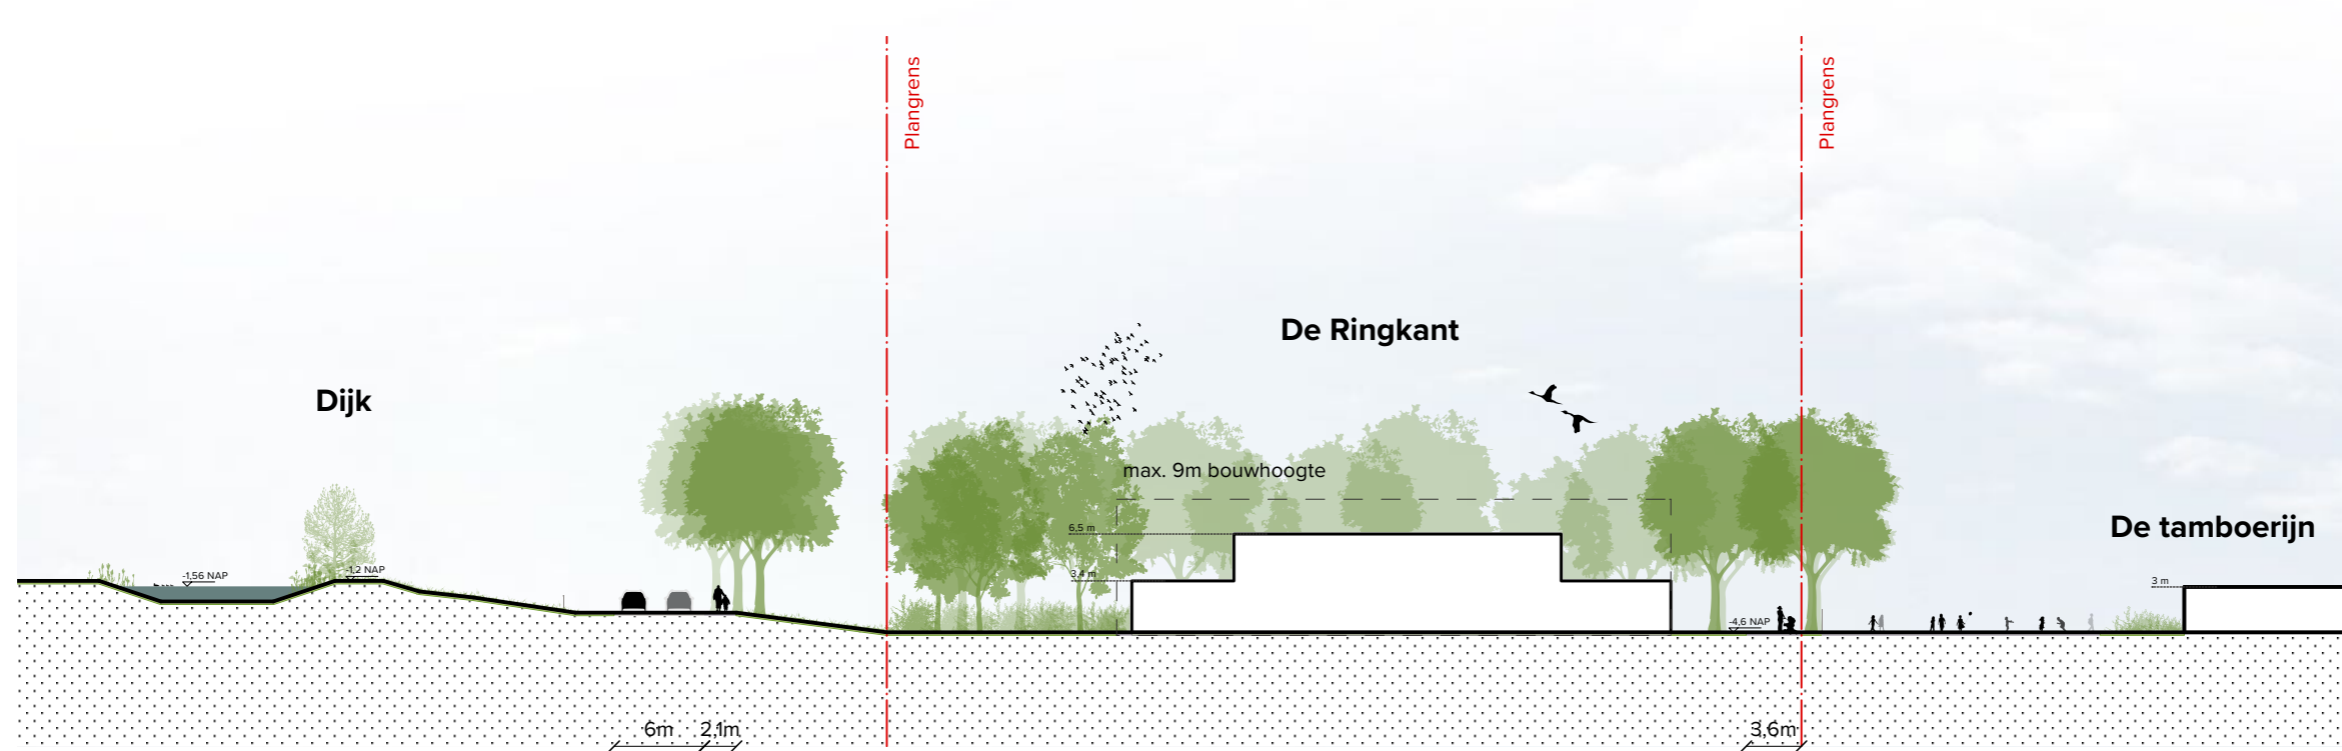 Plangrens
Plangrens
De Ringkant
Dijk
max. 9m bouwhoogte
6,5 m
De tamboerijn
-1,56 NAP
-1,2 NAP
3,4 m
3 m
-4,6 NAP
6m
2,1m
3,6m